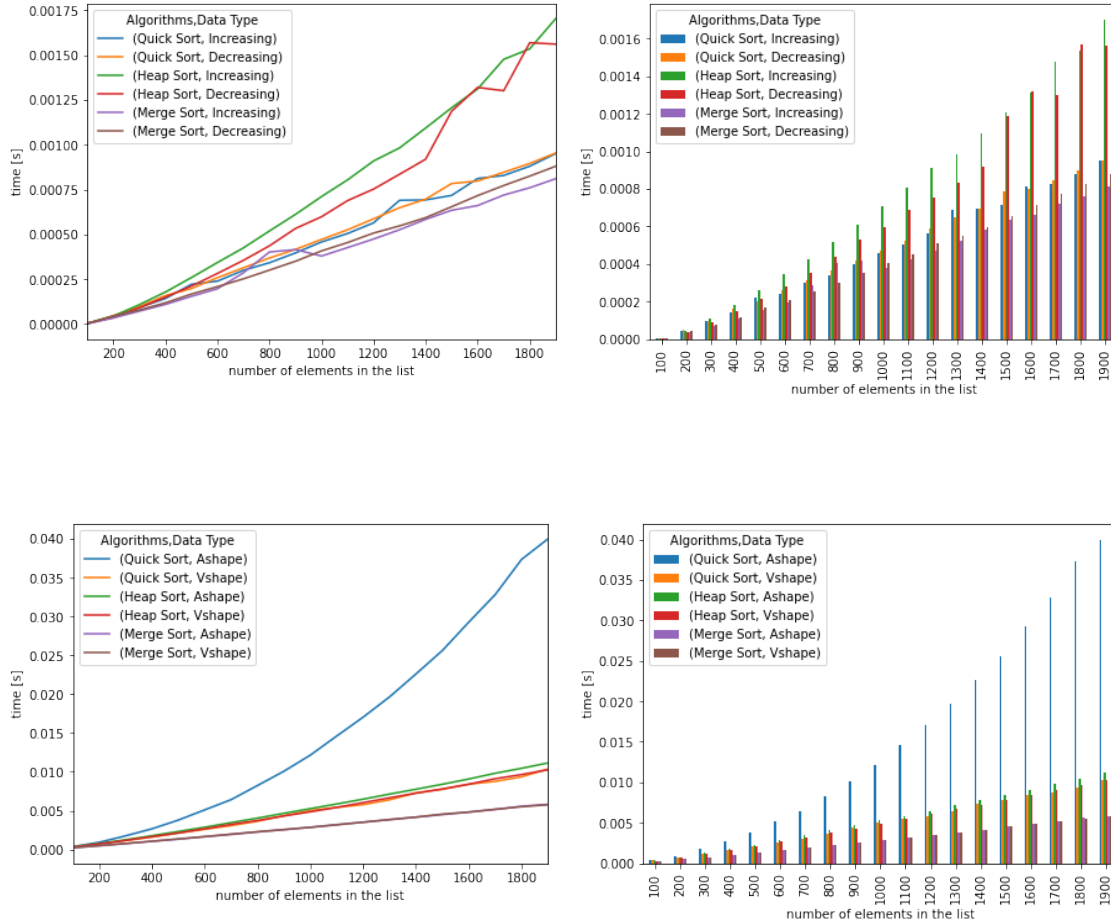 Algorithms,Data Type
(Quick Sort, Increasing)
(Quick Sort, Decreasing)
(Heap Sort, Increasing)
(Heap Sort, Decreasing)
(Merge Sort, Increasing)
(Merge Sort, Decreasing)
0.00175
0.00150
0.00125
0.00100
0.00075
0.00050
0.00025
0.00000
time [s]
200 400 600 800 1000 1200 1400 1600 1800
number of elements in the list
Algorithms,Data Type
(Quick Sort, Increasing)
(Quick Sort, Decreasing)
(Heap Sort, Increasing)
(Heap Sort, Decreasing)
(Merge Sort, Increasing)
(Merge Sort, Decreasing)
0.0016
0.0014
0.0012
0.0010
0.0008
0.0006
0.0004
0.0002
0.0000
time [s]
100 200 300 400 500 600 700 800 900 1000 1100 1200 1300 1400 1500 1600 1700 1800 1900
number of elements in the list
Algorithms,Data Type
(Quick Sort, Ashape)
(Quick Sort, Vshape)
(Heap Sort, Ashape)
(Heap Sort, Vshape)
(Merge Sort, Ashape)
(Merge Sort, Vshape)
0.040
0.035
0.030
0.025
0.020
0.015
0.010
0.005
0.000
time [s]
200 400 600 800 1000 1200 1400 1600 1800
number of elements in the list
Algorithms,Data Type
(Quick Sort, Ashape)
(Quick Sort, Vshape)
(Heap Sort, Ashape)
(Heap Sort, Vshape)
(Merge Sort, Ashape)
(Merge Sort, Vshape)
0.040
0.035
0.030
0.025
0.020
0.015
0.010
0.005
0.000
time [s]
100 200 300 400 500 600 700 800 900 1000 1100 1200 1300 1400 1500 1600 1700 1800 1900
number of elements in the list